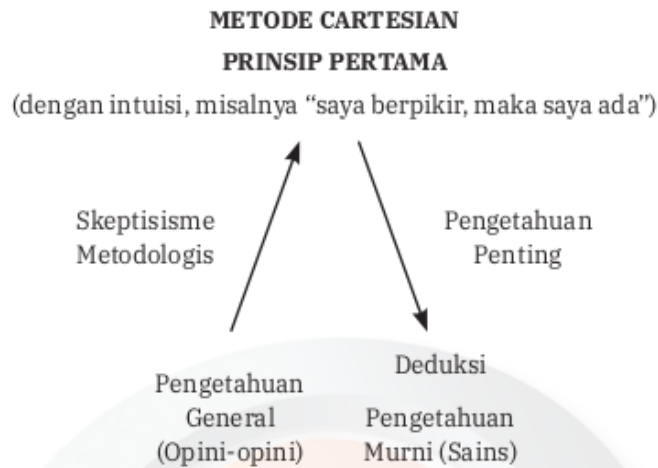 METODE CARTESIAN
PRINSIP PERTAMA
(dengan intuisi, misalnya “saya berpikir, maka saya ada”)
Skeptisisme
Metodologis
Pengetahuan
Penting
Pengetahuan
General
(Opini-opini)
Deduksi
Pengetahuan
Murni (Sains)